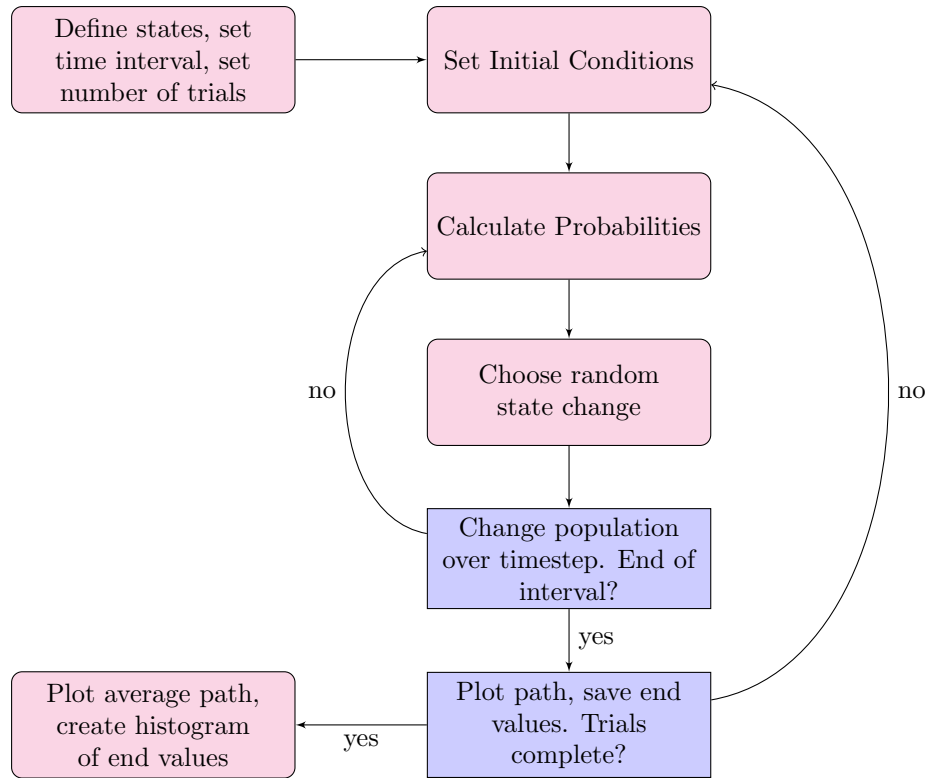 Define states, set
time interval, set
number of trials
Set Initial Conditions
Calculate Probabilities
Choose random
state change
no
no
Change population
over timestep. End of
interval?
yes
Plot path, save end
values. Trials
complete?
yes
Plot average path,
create histogram
of end values